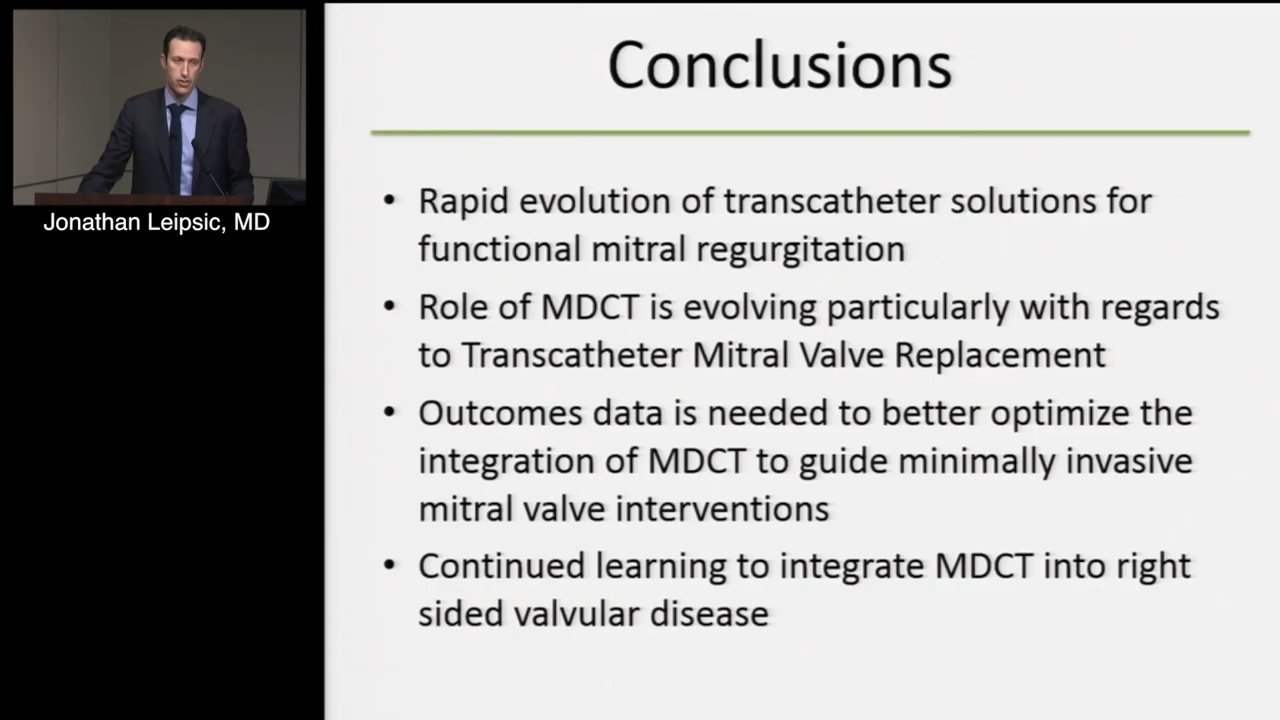 Conclusions
Jonathan Leipsic, MD
• Rapid evolution of transcatheter solutions for
functional mitral regurgitation
• Role of MDCT is evolving particularly with regards
to Transcatheter Mitral Valve Replacement
• Outcomes data is needed to better optimize the
integration of MDCT to guide minimally invasive
mitral valve interventions
• Continued learning to integrate MDCT into right
sided valvular disease